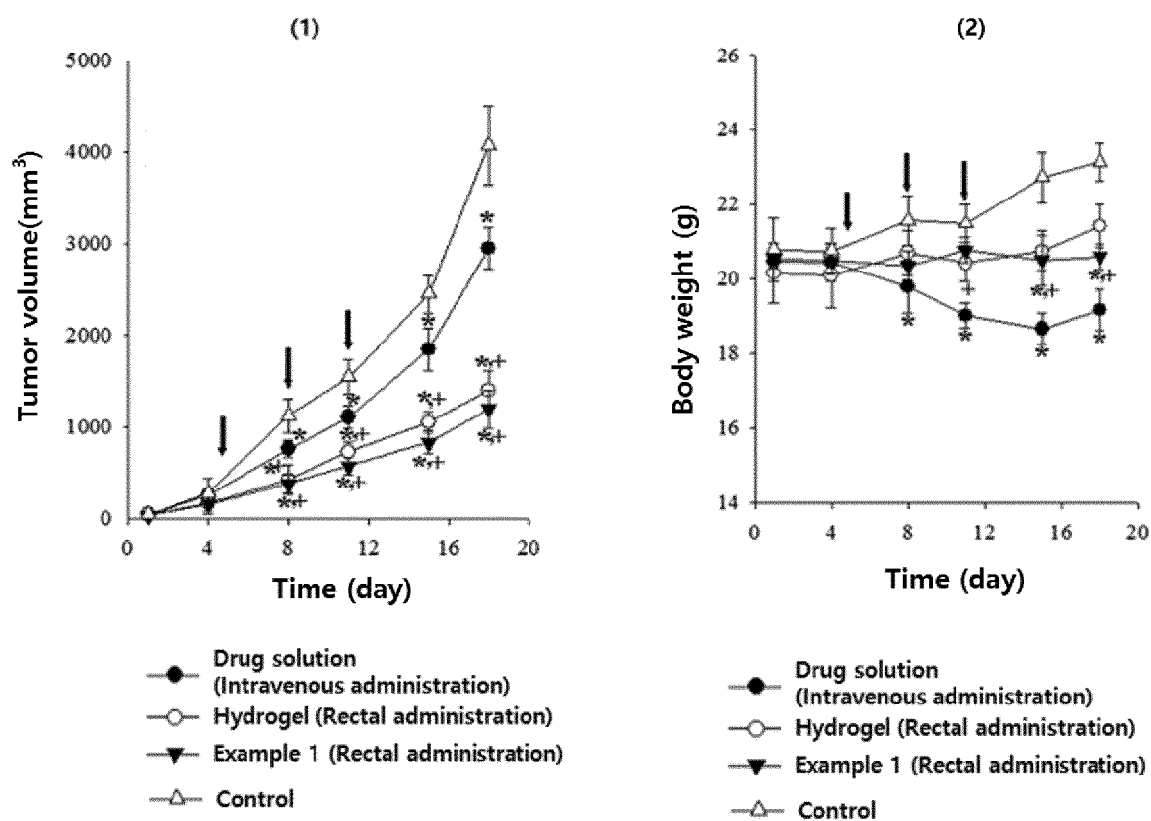 (1)
5000
4000
3000
2000
1000
0
Tumor volume(mm³)
*
*
*,+
*
*,+
*
*,+
*+
*,+
*,+
*,+
*,+
0 4 8 12 16 20
Time (day)
Drug solution
(Intravenous administration)
Hydrogel (Rectal administration)
Example 1 (Rectal administration)
Control
(2)
26
24
22
20
18
16
14
Body weight (g)
+ *,+ *,+
* * * *
0 4 8 12 16 20
Time (day)
Drug solution
(Intravenous administration)
Hydrogel (Rectal administration)
Example 1 (Rectal administration)
Control